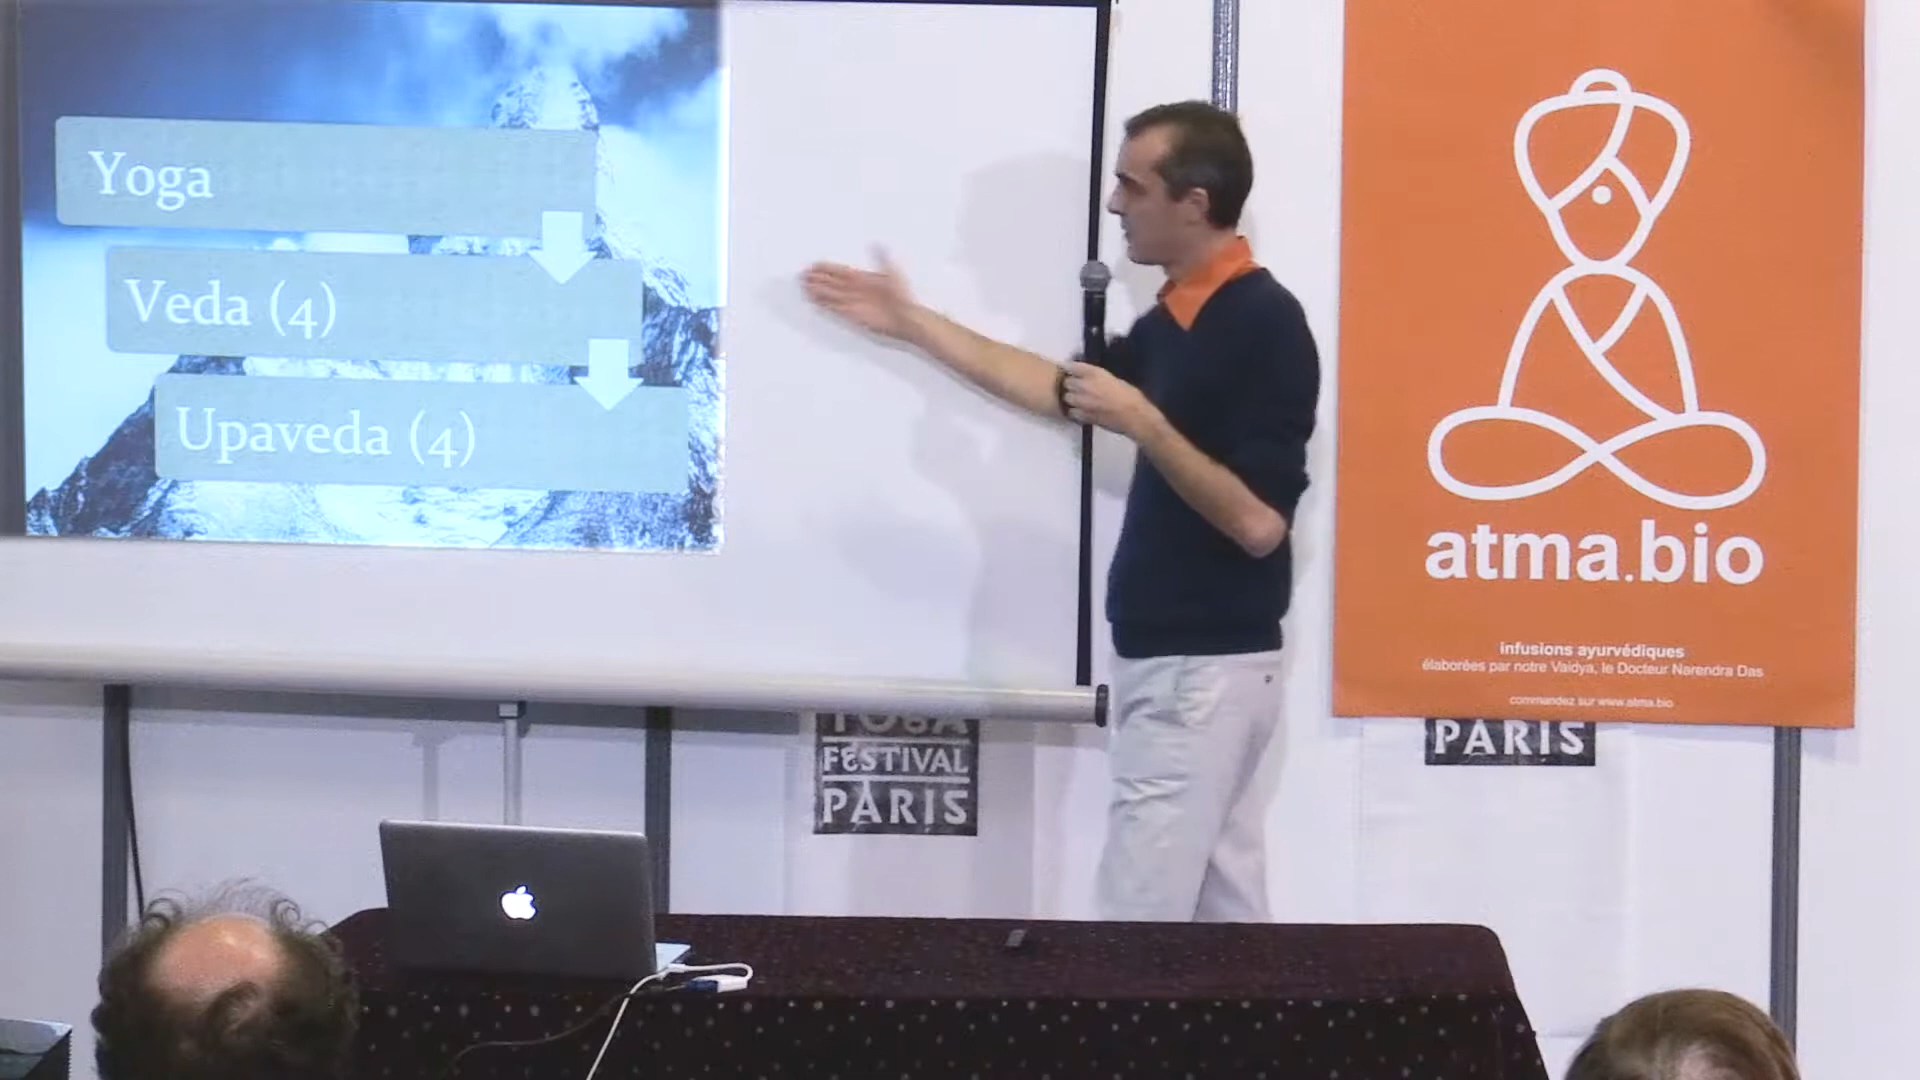 Yoga
Veda (4)
Upaveda (4)
atma.bio
infusions ayurvédiques
élaborées par notre Vaidya, le Docteur Narendra Das
commandez sur www.atma.bio
YOGA
FESTIVAL
PARIS
PARIS